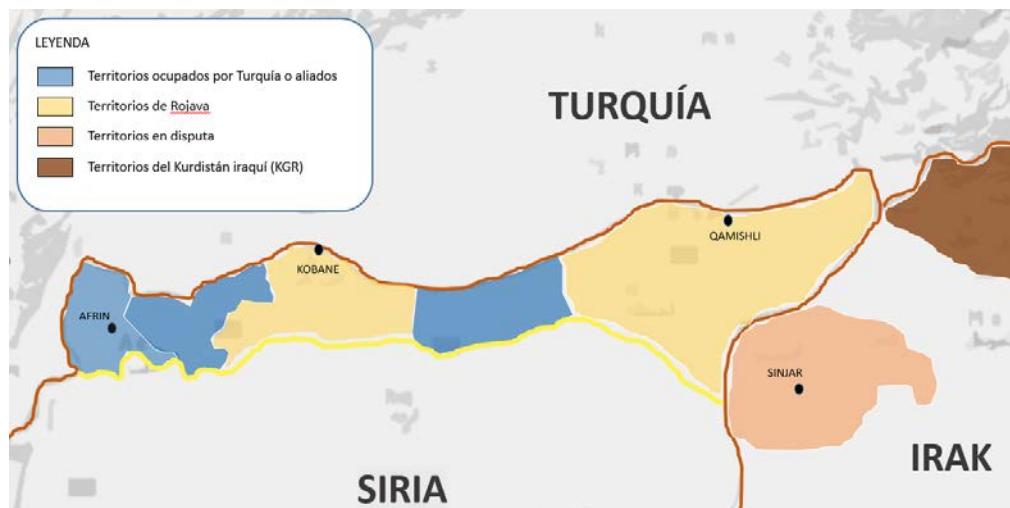 LEYENDA
Territorios ocupados por Turquía o aliados
Territorios de Rojava
Territorios en disputa
Territorios del Kurdistán iraquí (KGR)
TURQUÍA
QAMISHLI
KOBANE
AFRIN
SINJAR
IRAK
SIRIA